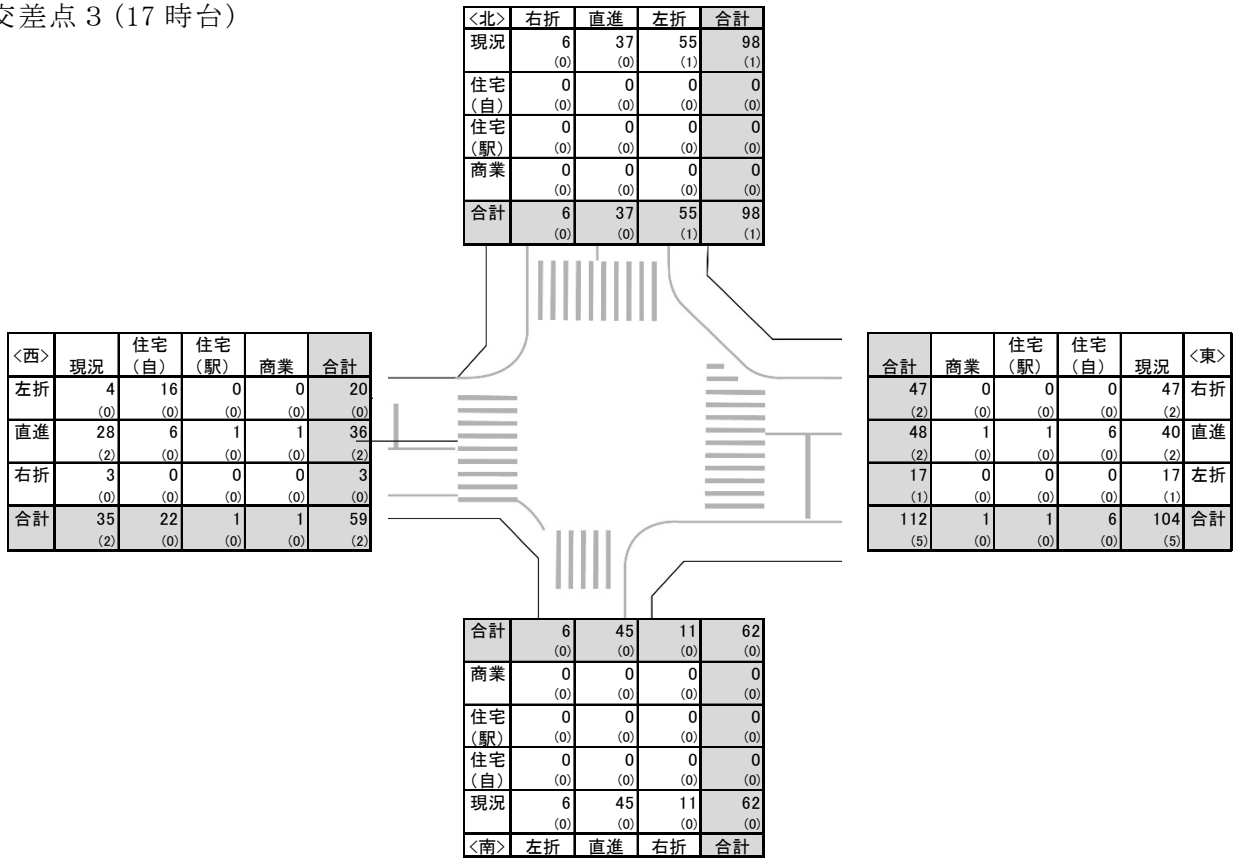 交差点３(17時台)
<北> 右折 直進 左折 合計
現況 6 37 55 98
(0) (0) (1) (1)
住宅 0 0 0 0
(自) (0) (0) (0) (0)
住宅 0 0 0 0
(駅) (0) (0) (0) (0)
商業 0 0 0 0
(0) (0) (0) (0)
合計 6 37 55 98
(0) (0) (1) (1)
<西> 現況 住宅(自) 住宅(駅) 商業 合計
左折 4 16 0 0 20
(0) (0) (0) (0) (0)
直進 28 6 1 1 36
(2) (0) (0) (0) (2)
右折 3 0 0 0 3
(0) (0) (0) (0) (0)
合計 35 22 1 1 59
(2) (0) (0) (0) (2)
合計 商業 住宅(駅) 住宅(自) 現況 <東>
47 0 0 0 47 右折
(2) (0) (0) (0) (2)
48 1 1 6 40 直進
(2) (0) (0) (0) (2)
17 0 0 0 17 左折
(1) (0) (0) (0) (1)
112 1 1 6 104 合計
(5) (0) (0) (0) (5)
合計 6 45 11 62
(0) (0) (0) (0)
商業 0 0 0 0
(0) (0) (0) (0)
住宅 0 0 0 0
(駅) (0) (0) (0) (0)
住宅 0 0 0 0
(自) (0) (0) (0) (0)
現況 6 45 11 62
(0) (0) (0) (0)
<南> 左折 直進 右折 合計